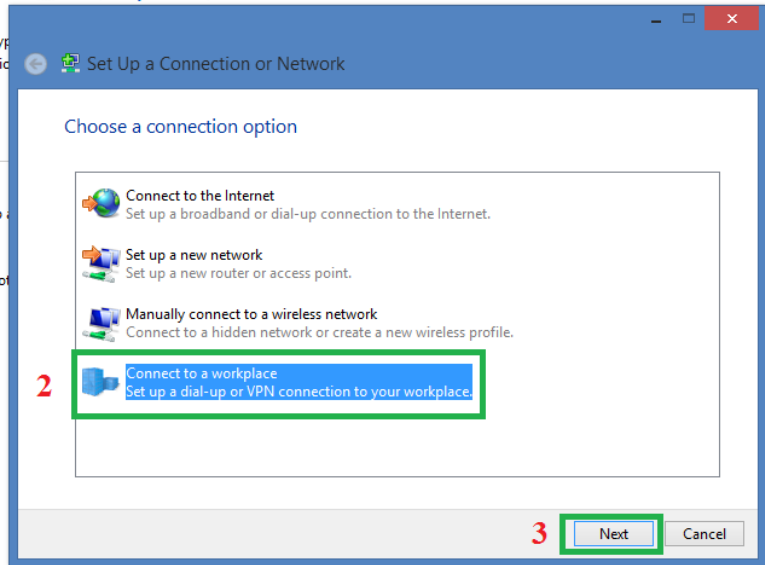 Set Up a Connection or Network
Choose a connection option
Connect to the Internet
Set up a broadband or dial-up connection to the Internet.
Set up a new network
Set up a new router or access point.
Manually connect to a wireless network
Connect to a hidden network or create a new wireless profile.
2
Connect to a workplace
Set up a dial-up or VPN connection to your workplace.
3
Next
Cancel